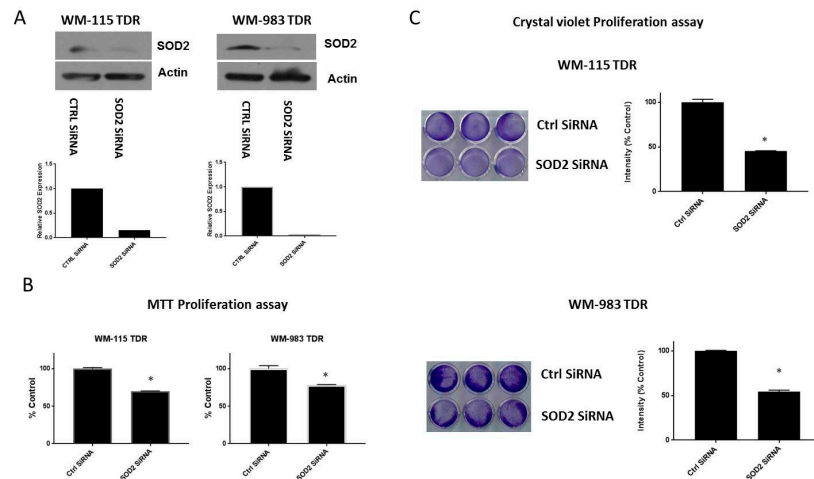 A
WM-115 TDR
WM-983 TDR
SOD2
Actin
SOD2
Actin
CTRL SiRNA
SOD2 SiRNA
CTRL SiRNA
SOD2 SiRNA
Relative SOD2 Expression
1.5
1.0
0.5
0.0
CTRL SiRNA
SOD2 SiRNA
Relative SOD2 Expression
1.5
1.0
0.5
0.0
CTRL SiRNA
SOD2 SiRNA
B
MTT Proliferation assay
WM-115 TDR
% Control
100
50
0
*
Ctrl SiRNA
SOD2 SiRNA
WM-983 TDR
% Control
100
50
0
*
Ctrl SiRNA
SOD2 SiRNA
C
Crystal violet Proliferation assay
WM-115 TDR
Ctrl SiRNA
SOD2 SiRNA
Intensity (% Control)
100
50
0
*
Ctrl SiRNA
SOD2 SiRNA
WM-983 TDR
Ctrl SiRNA
SOD2 SiRNA
Intensity (% Control)
100
50
0
*
Ctrl SiRNA
SOD2 SiRNA